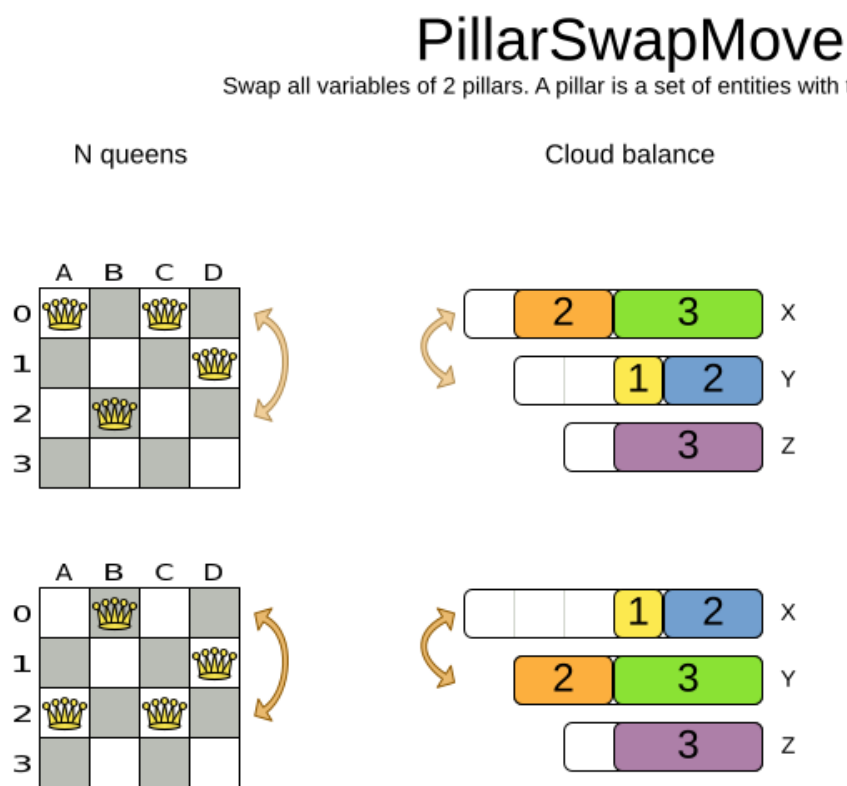 PillarSwapMove
Swap all variables of 2 pillars. A pillar is a set of entities with
N queens
Cloud balance
A B C D
0
1
2
3
2 3 X
1 2 Y
3 Z
A B C D
0
1
2
3
1 2 X
2 3 Y
3 Z